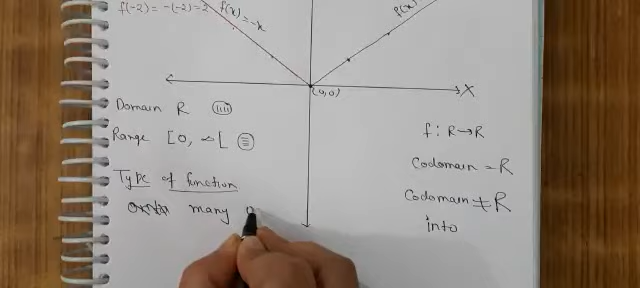 f(-2) = -(-2) = 2
f(x) = -x
f(x)
X
(0,0)
Domain R
Range [0, ∞[
f: R→R
Codomain = R
Type of function
Codomain ≠ R
many
into